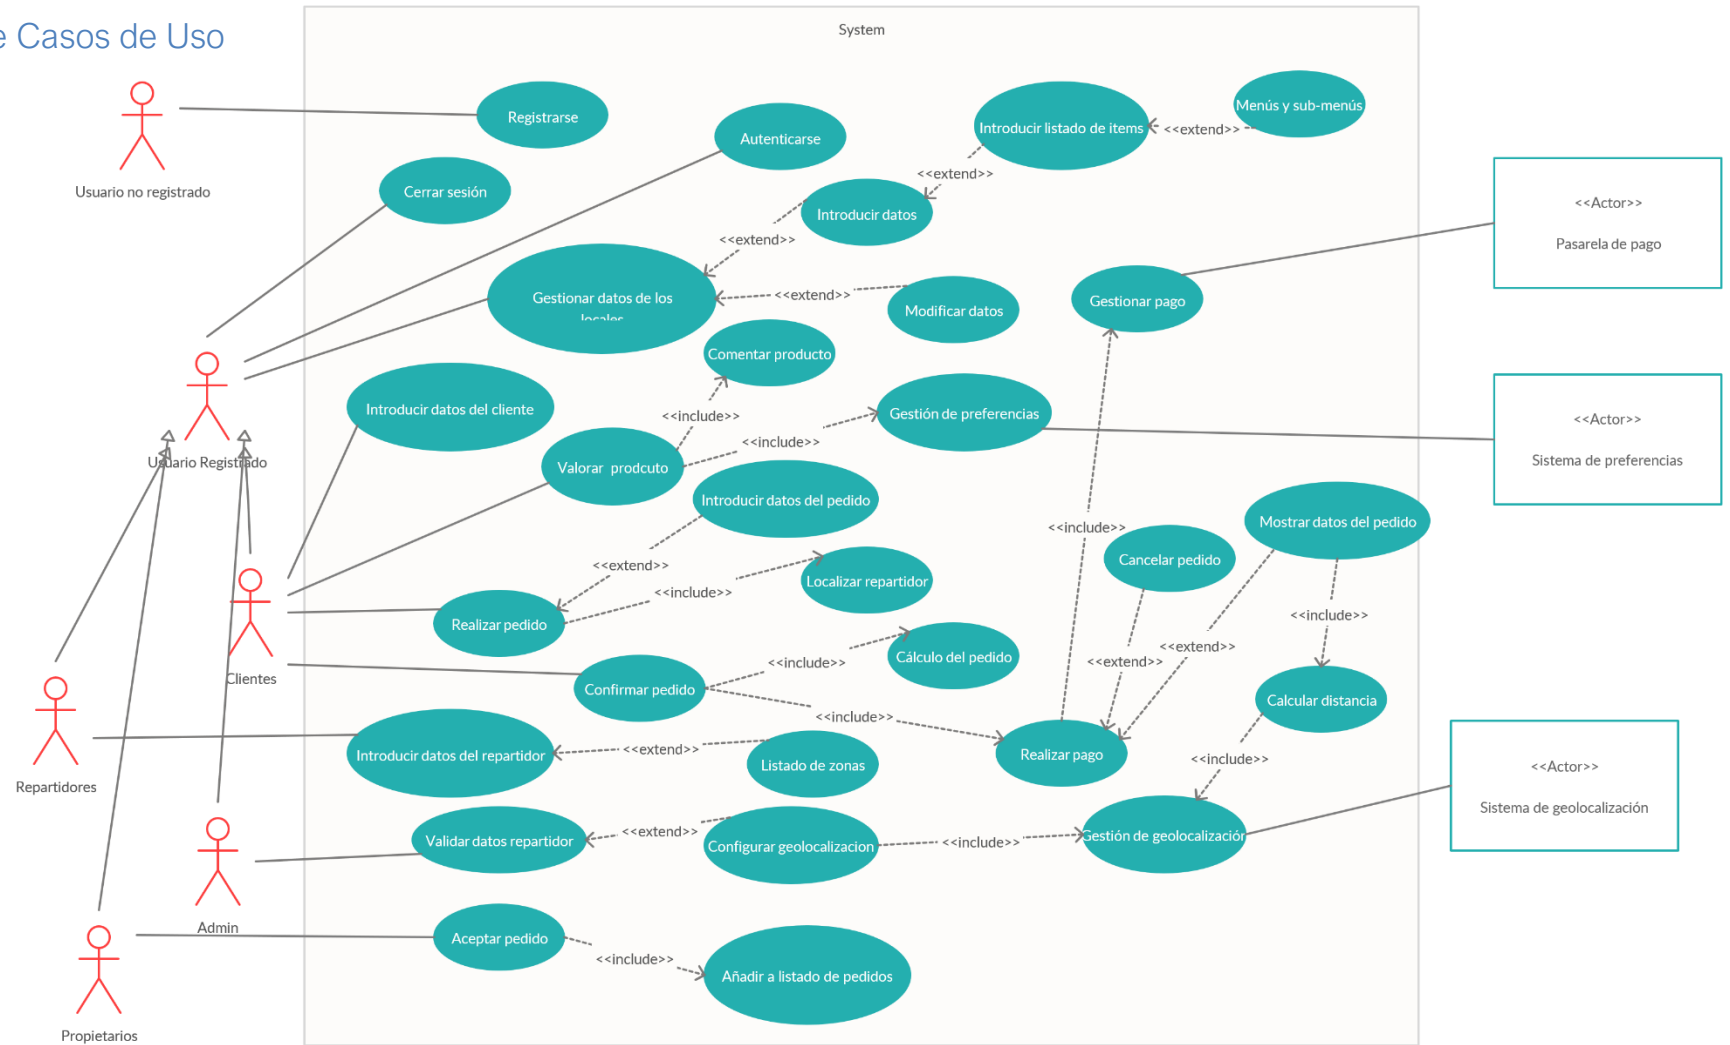 e Casos de Uso
System
Registrarse
Autenticarse
Introducir listado de items
<<extend>>
Menús y sub-menús
Usuario no registrado
Cerrar sesión
<<extend>>
Introducir datos
<<Actor>>
Pasarela de pago
<<extend>>
Gestionar datos de los
locales
<<extend>>
Modificar datos
Gestionar pago
Comentar producto
Introducir datos del cliente
<<include>>
Gestión de preferencias
<<include>>
<<Actor>>
Sistema de preferencias
Usuario Registrado
Valorar prodcuto
Introducir datos del pedido
<<include>>
Mostrar datos del pedido
Cancelar pedido
<<extend>>
Localizar repartidor
<<include>>
Realizar pedido
<<include>>
Cálculo del pedido
<<include>>
<<extend>>
<<extend>>
Clientes
Confirmar pedido
Calcular distancia
<<include>>
Introducir datos del repartidor
<<extend>>
Listado de zonas
Realizar pago
<<include>>
<<Actor>>
Sistema de geolocalización
Repartidores
Validar datos repartidor
<<extend>>
Configurar geolocalizacion
<<include>>
Gestión de geolocalización
Admin
Aceptar pedido
<<include>>
Añadir a listado de pedidos
Propietarios